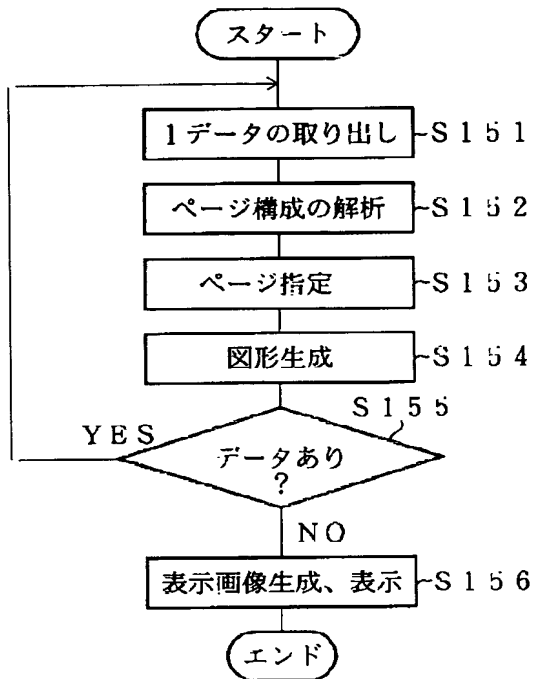 スタート
1データの取り出し S151
ページ構成の解析 S152
ページ指定 S153
図形生成 S154
S155
YES
データあり
?
NO
表示画像生成、表示 S156
エンド